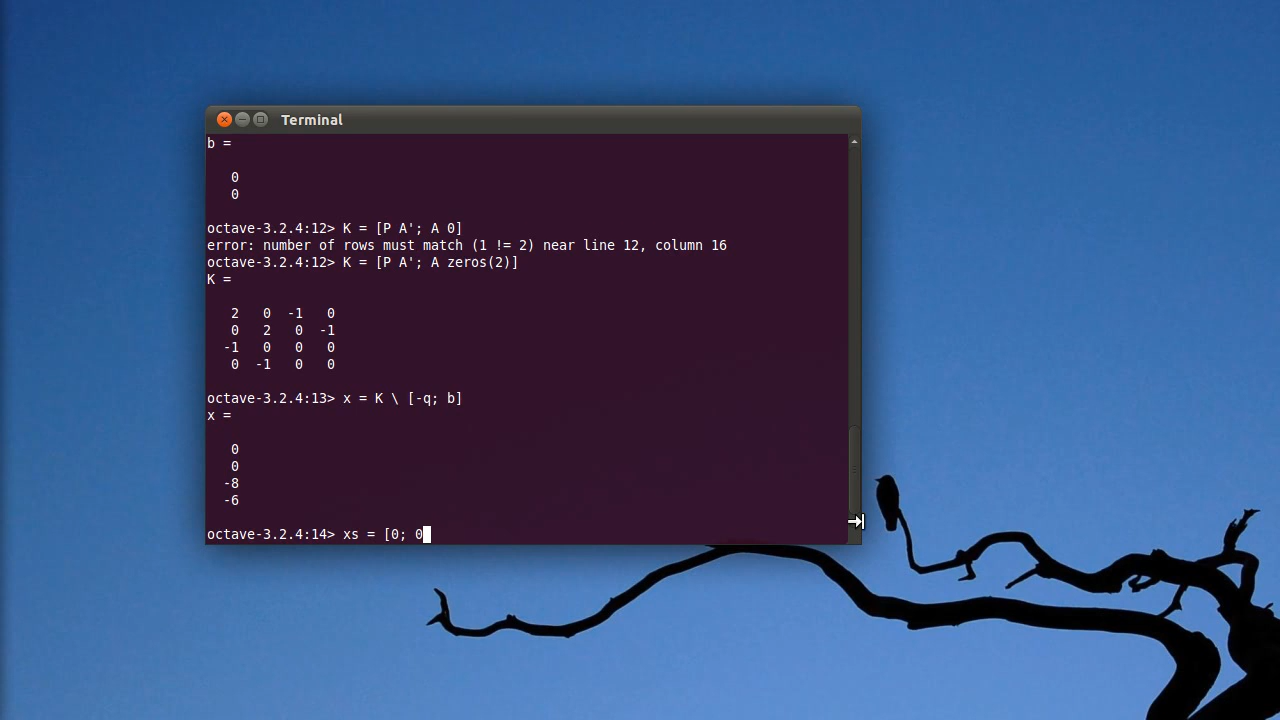 Terminal
b =
0
0
octave-3.2.4:12> K = [P A'; A 0]
error: number of rows must match (1 != 2) near line 12, column 16
octave-3.2.4:12> K = [P A'; A zeros(2)]
K =
2 0 -1 0
0 2 0 -1
-1 0 0 0
0 -1 0 0
octave-3.2.4:13> x = K \ [-q; b]
x =
0
0
-8
-6
octave-3.2.4:14> xs = [0; 0